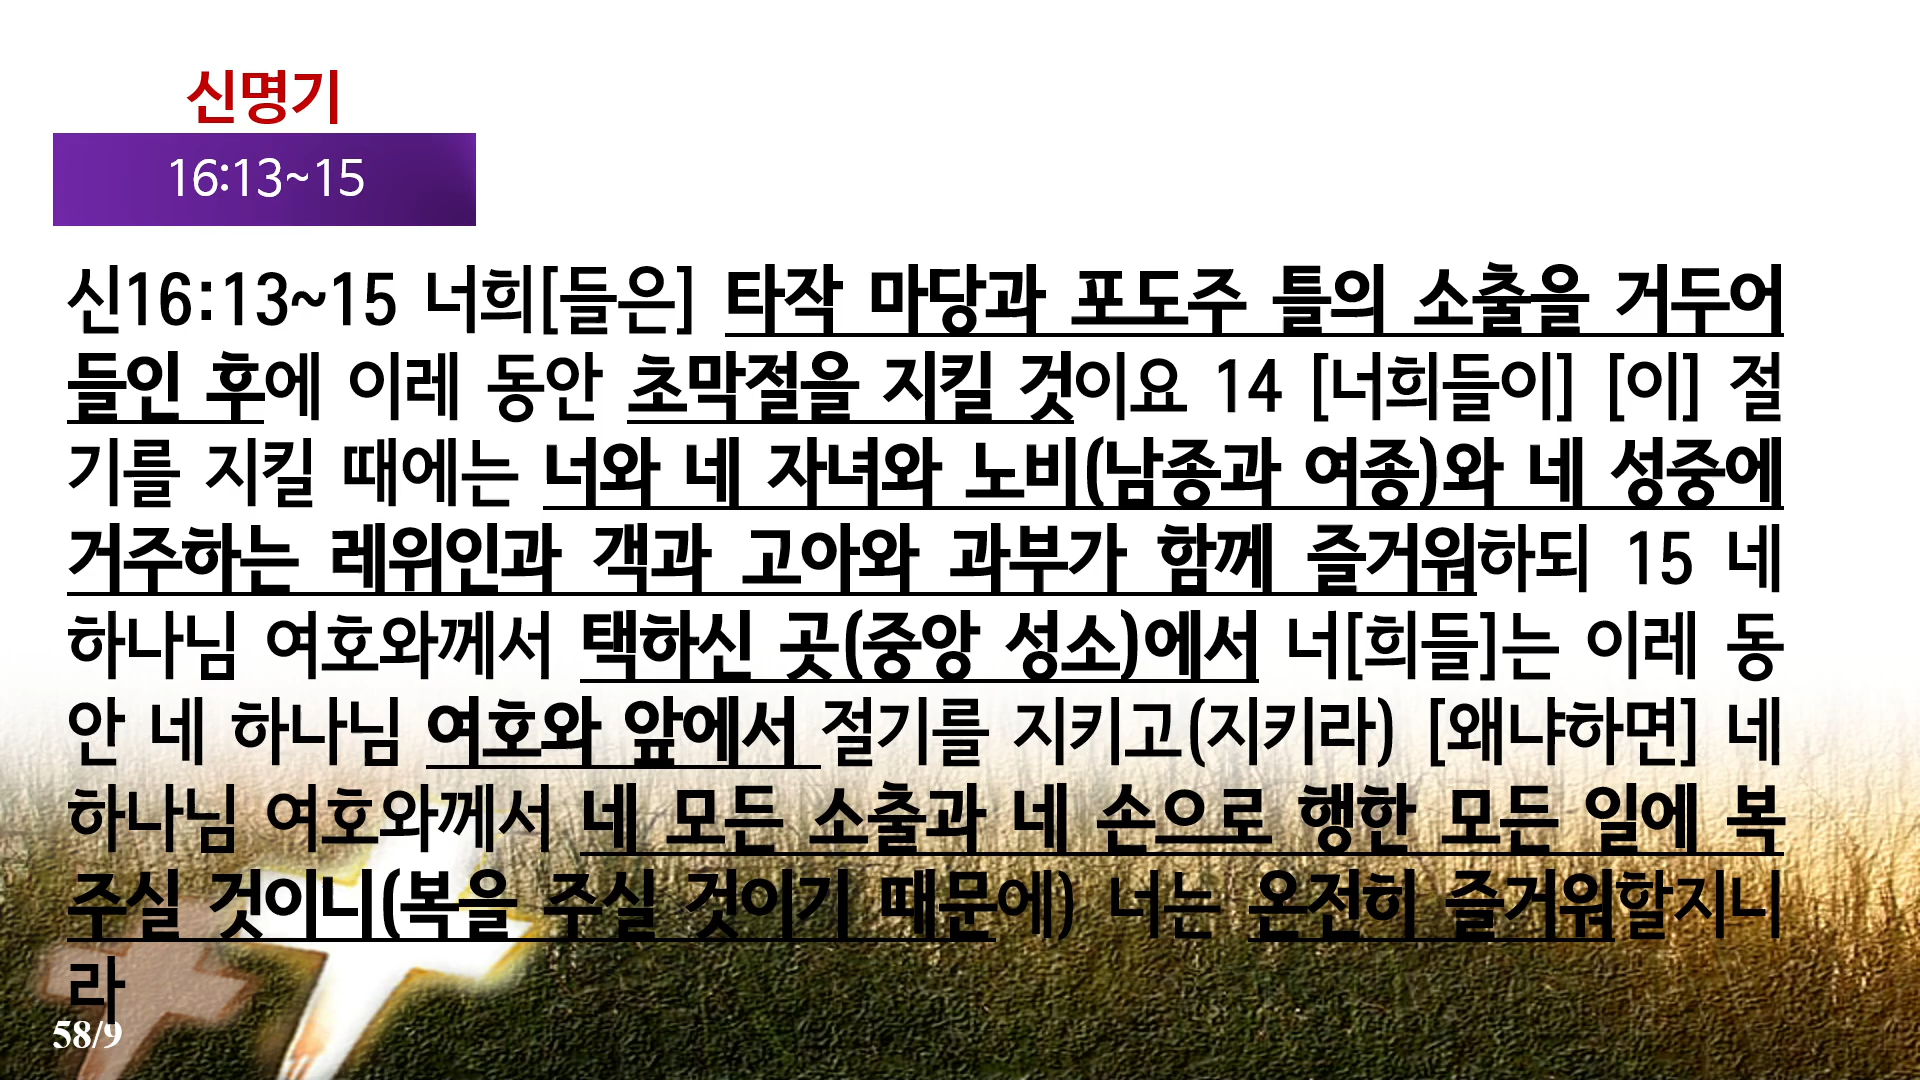 신명기
16:13~15
신16:13~15 너희[들은] 타작 마당과 포도주 틀의 소출을 거두어
들인 후에 이레 동안 초막절을 지킬 것이요 14 [너희들이] [이] 절
기를 지킬 때에는 너와 네 자녀와 노비(남종과 여종)와 네 성중에
거주하는 레위인과 객과 고아와 과부가 함께 즐거워하되 15 네
하나님 여호와께서 택하신 곳(중앙 성소)에서 너[희들]는 이레 동
안 네 하나님 여호와 앞에서 절기를 지키고(지키라) [왜냐하면] 네
하나님 여호와께서 네 모든 소출과 네 손으로 행한 모든 일에 복
주실 것이니(복을 주실 것이기 때문에) 너는 온전히 즐거워할지니
라
58/9